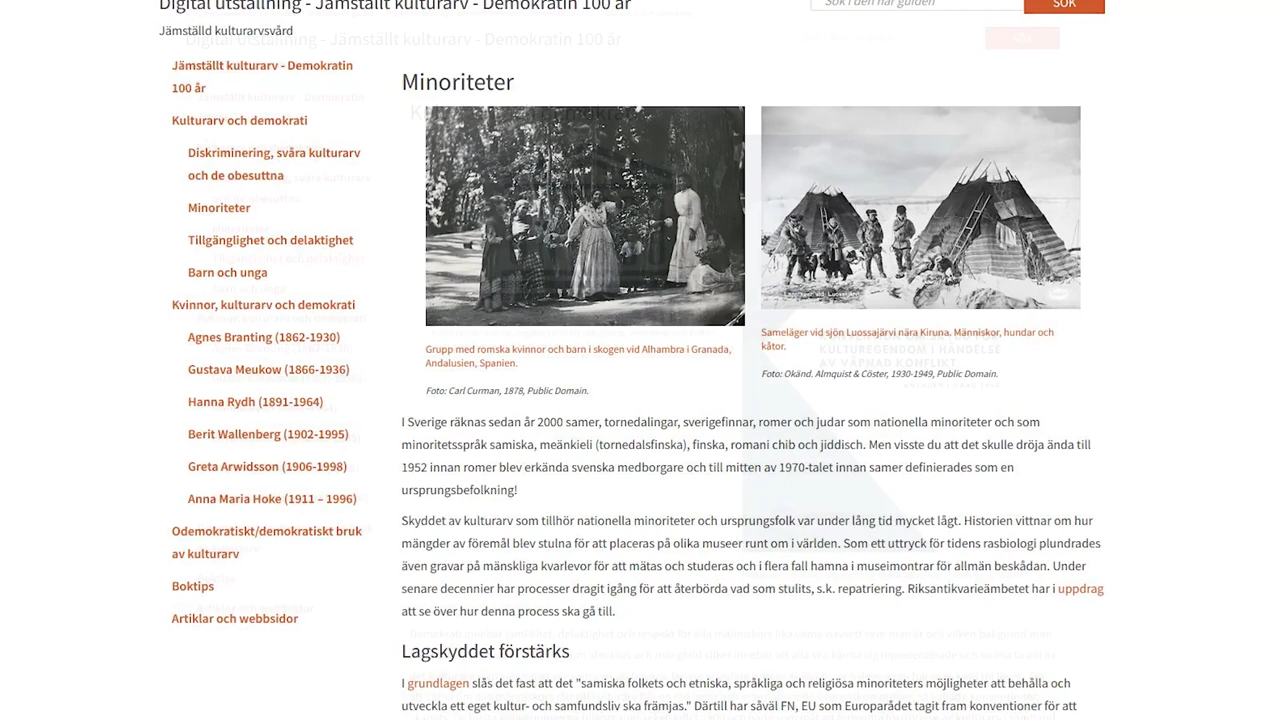 Digital utställning - Jämställt kulturarv - Demokratin 100 år
Sök i den här guiden
SÖK
Jämställd kulturarvsvård
Digital utställning - Jämställt kulturarv - Demokratin 100 år
Jämställt kulturarv - Demokratin
100 år
Kulturarv och demokrati
Diskriminering, svåra kulturarv
och de obesuttna
Minoriteter
Tillgänglighet och delaktighet
Barn och unga
Kvinnor, kulturarv och demokrati
Agnes Branting (1862-1930)
Gustava Meukow (1866-1936)
Hanna Rydh (1891-1964)
Berit Wallenberg (1902-1995)
Greta Arwidsson (1906-1998)
Anna Maria Hoke (1911 – 1996)
Odemokratiskt/demokratiskt bruk
av kulturarv
Boktips
Artiklar och webbsidor
Minoriteter
Grupp med romska kvinnor och barn i skogen vid Alhambra i Granada,
Andalusien, Spanien.
Foto: Carl Curman, 1878, Public Domain.
Sameläger vid sjön Luossajärvi nära Kiruna. Människor, hundar och
kåtor.
KULTUREGENDOM I HÄNDELSE
AV VÄPNAD KONFLIKT
Foto: Okänd. Almquist & Cöster, 1930-1949, Public Domain.
I Sverige räknas sedan år 2000 samer, tornedalingar, sverigefinnar, romer och judar som nationella minoriteter och som
minoritetsspråk samiska, meänkieli (tornedalsfinska), finska, romani chib och jiddisch. Men visste du att det skulle dröja ända till
1952 innan romer blev erkända svenska medborgare och till mitten av 1970-talet innan samer definierades som en
ursprungsbefolkning!
Skyddet av kulturarv som tillhör nationella minoriteter och ursprungsfolk var under lång tid mycket lågt. Historien vittnar om hur
mängder av föremål blev stulna för att placeras på olika museer runt om i världen. Som ett uttryck för tidens rasbiologi plundrades
även gravar på mänskliga kvarlevor för att mätas och studeras och i flera fall hamna i museimontrar för allmän beskådan. Under
senare decennier har processer dragit igång för att återbörda vad som stulits, s.k. repatriering. Riksantikvarieämbetet har i uppdrag
att se över hur denna process ska gå till.
Lagskyddet förstärks
I grundlagen slås det fast att det "samiska folkets och etniska, språkliga och religiösa minoriteters möjligheter att behålla och
utveckla ett eget kultur- och samfundsliv ska främjas." Därtill har såväl FN, EU som Europarådet tagit fram konventioner för att